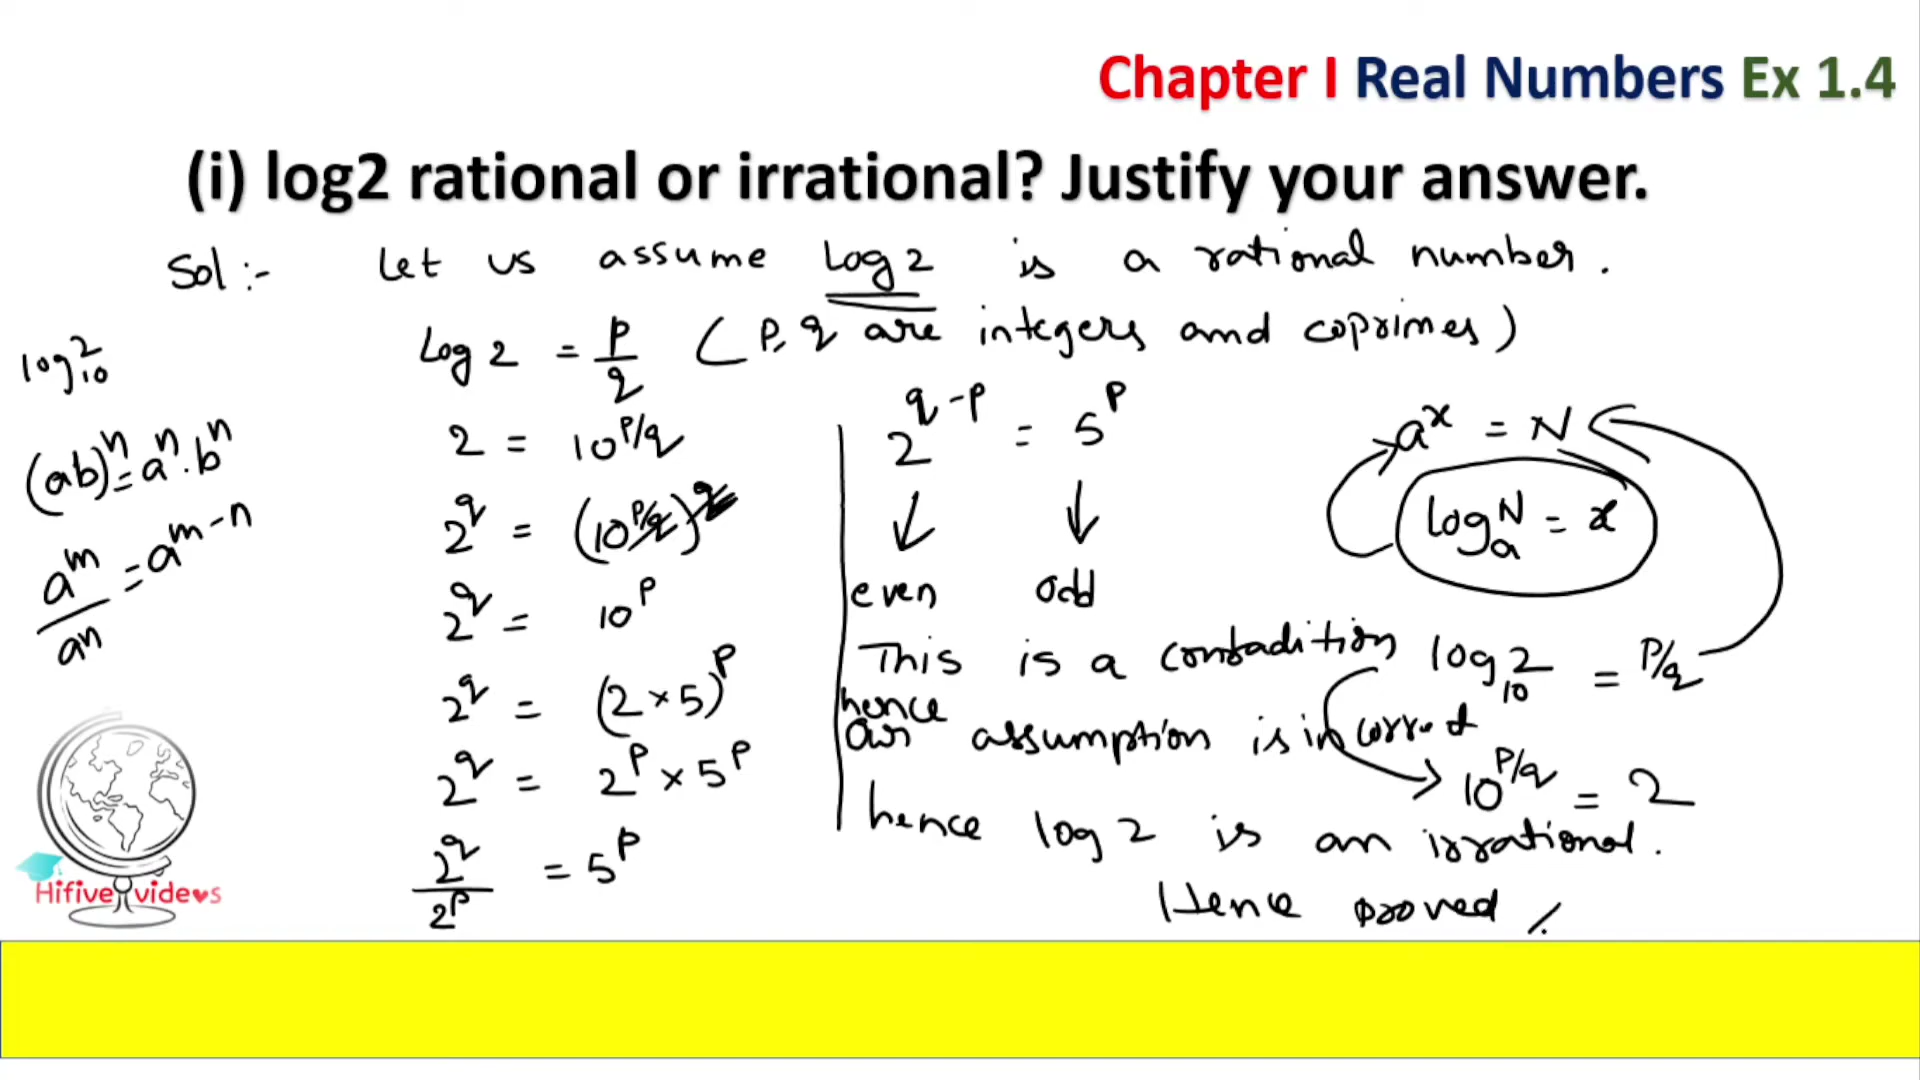 Chapter I Real Numbers Ex 1.4
(i) log2 rational or irrational? Justify your answer.
Sol :- Let us assume log 2 is a rational number.
log 2 = p/q (p, q are integers and coprimes)
2 = 10^(p/q)
2^q = (10^(p/q))^q
2^q = 10^p
2^q = (2 × 5)^p
2^q = 2^p × 5^p
2^q/2^p = 5^p
log₁₀2
(ab)^n = a^n . b^n
a^m/a^n = a^(m-n)
2^(q-p) = 5^p
↓ ↓
even odd
This is a contradition
hence
our assumption is incorrect
hence log 2 is an irrational.
Hence proved
a^x = N
logₐN = x
log₁₀2 = p/q
10^(p/q) = 2
Hifive videos